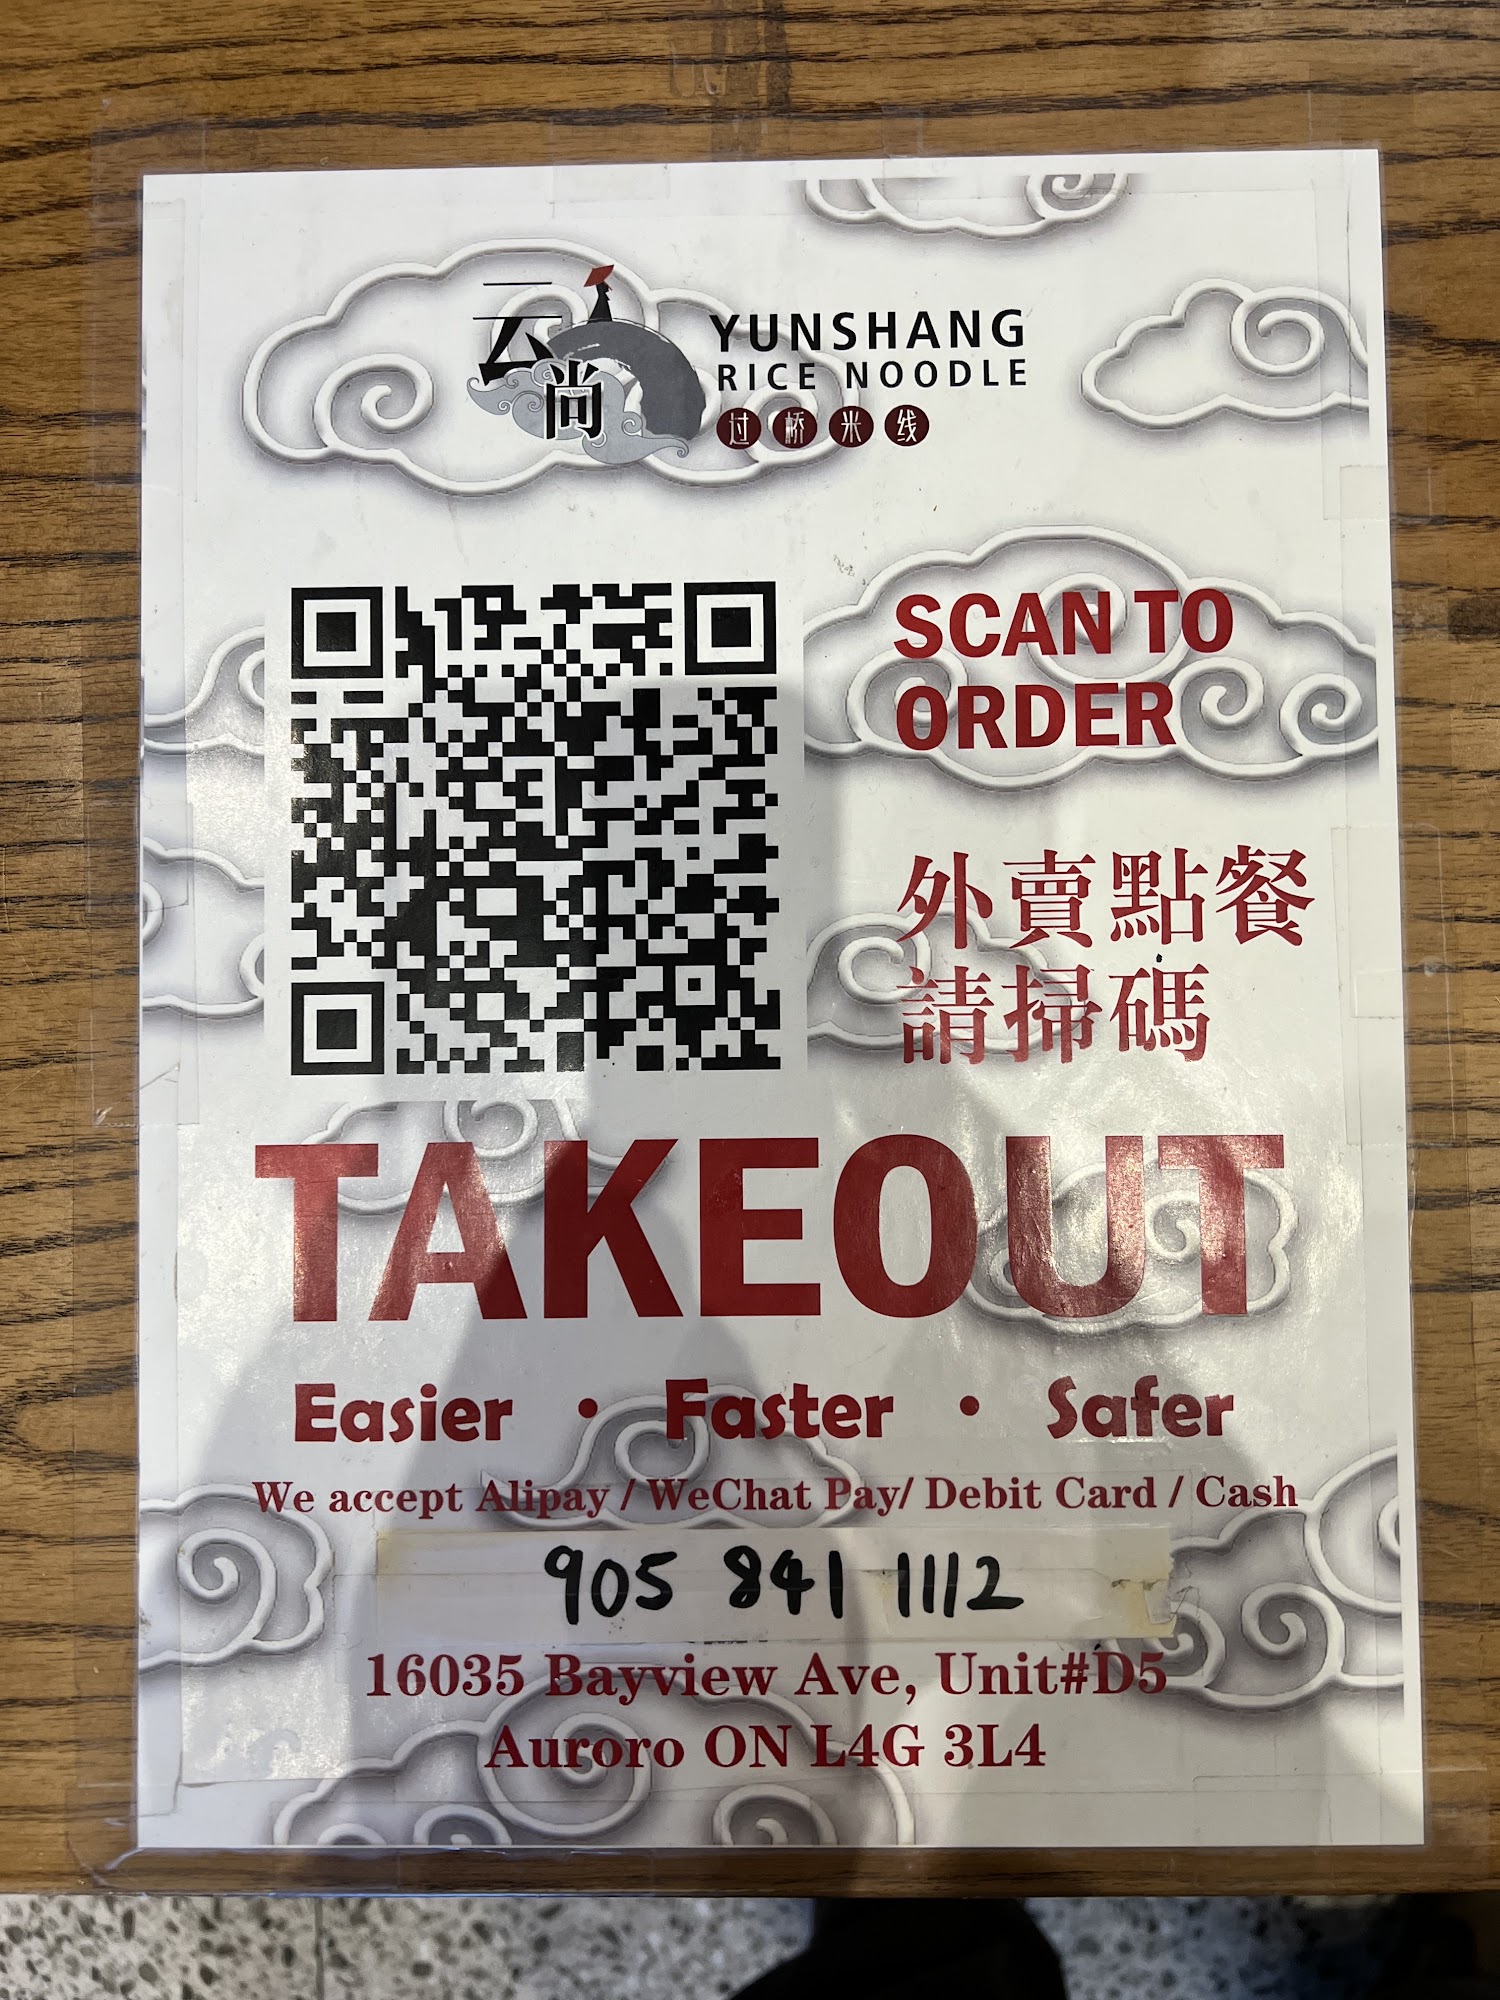 云尚
YUNSHANG
RICE NOODLE
过桥米线
SCAN TO
ORDER
外賣點餐
請掃碼
TAKEOUT
Easier • Faster • Safer
We accept Alipay / WeChat Pay/ Debit Card / Cash
905 841 1112
16035 Bayview Ave, Unit#D5
Auroro ON L4G 3L4